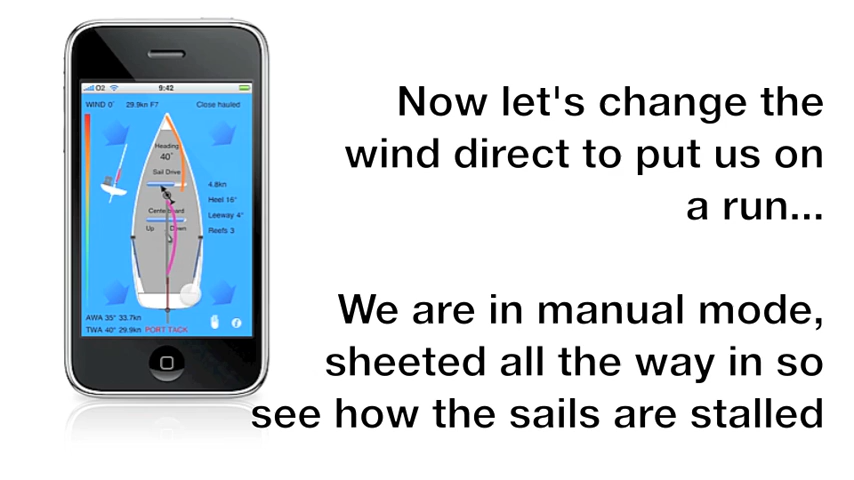 O2 9:42
WIND 0° 29.9kn F7 Close hauled
Heading
40°
Sail Drive
4.8kn
Heel 16°
Centerboard
Leeway 4°
Up Down
Reefs 3
AWA 35° 33.7kn
TWA 40° 29.9kn PORT TACK
Now let's change the
wind direct to put us on
a run...
We are in manual mode,
sheeted all the way in so
see how the sails are stalled